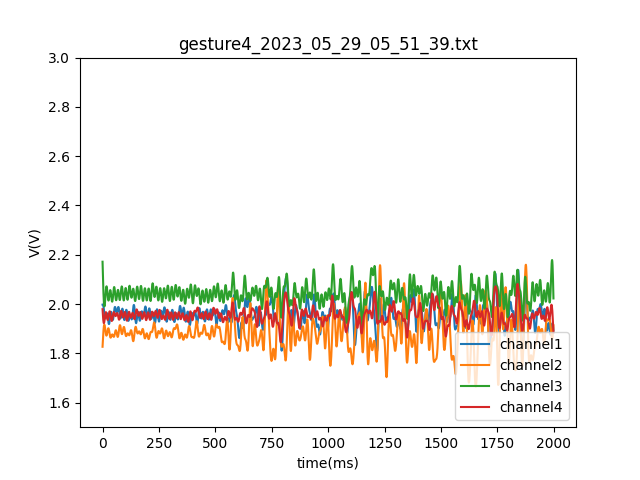 gesture4_2023_05_29_05_51_39.txt
3.0
2.8
2.6
2.4
2.2
2.0
1.8
1.6
V(V)
channel1
channel2
channel3
channel4
0 250 500 750 1000 1250 1500 1750 2000
time(ms)